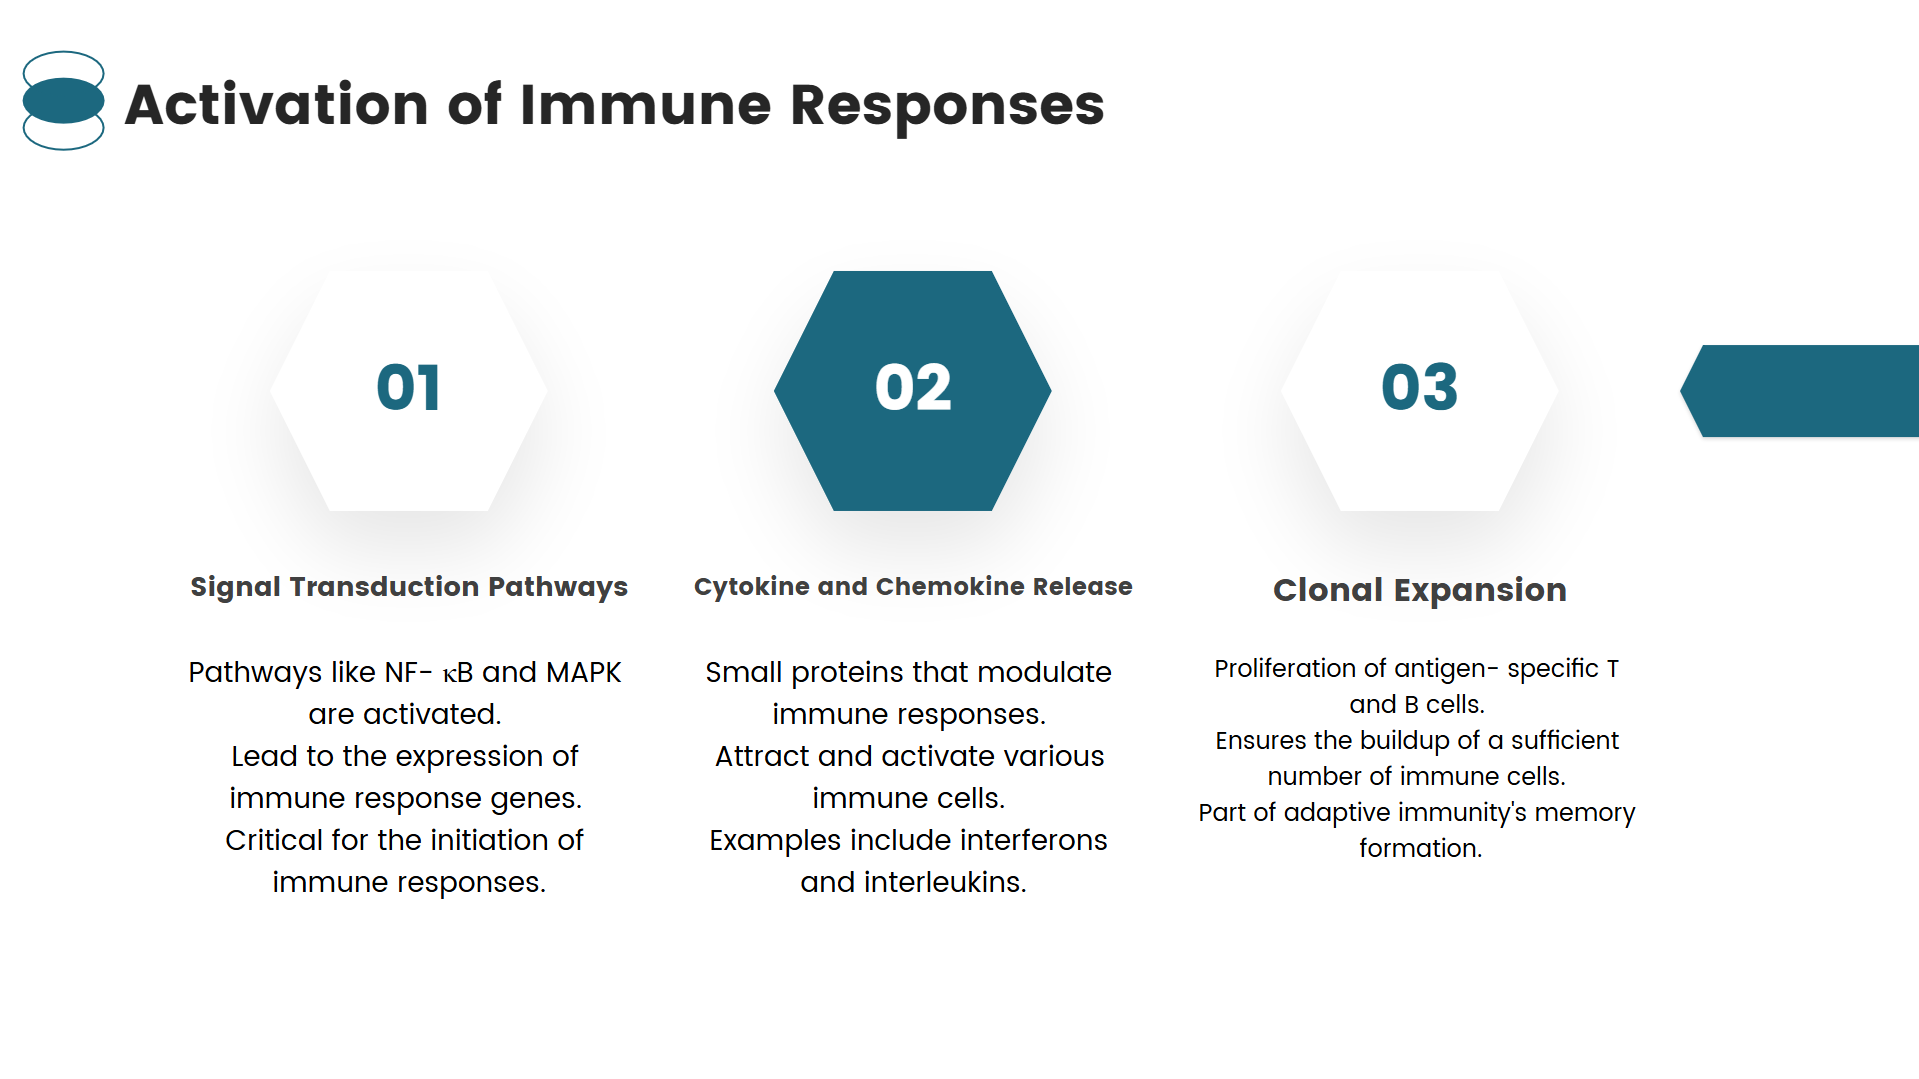 Activation of Immune Responses
01
02
03
Signal Transduction Pathways
Pathways like NF- κB and MAPK
are activated.
Lead to the expression of
immune response genes.
Critical for the initiation of
immune responses.
Cytokine and Chemokine Release
Small proteins that modulate
immune responses.
Attract and activate various
immune cells.
Examples include interferons
and interleukins.
Clonal Expansion
Proliferation of antigen- specific T
and B cells.
Ensures the buildup of a sufficient
number of immune cells.
Part of adaptive immunity's memory
formation.